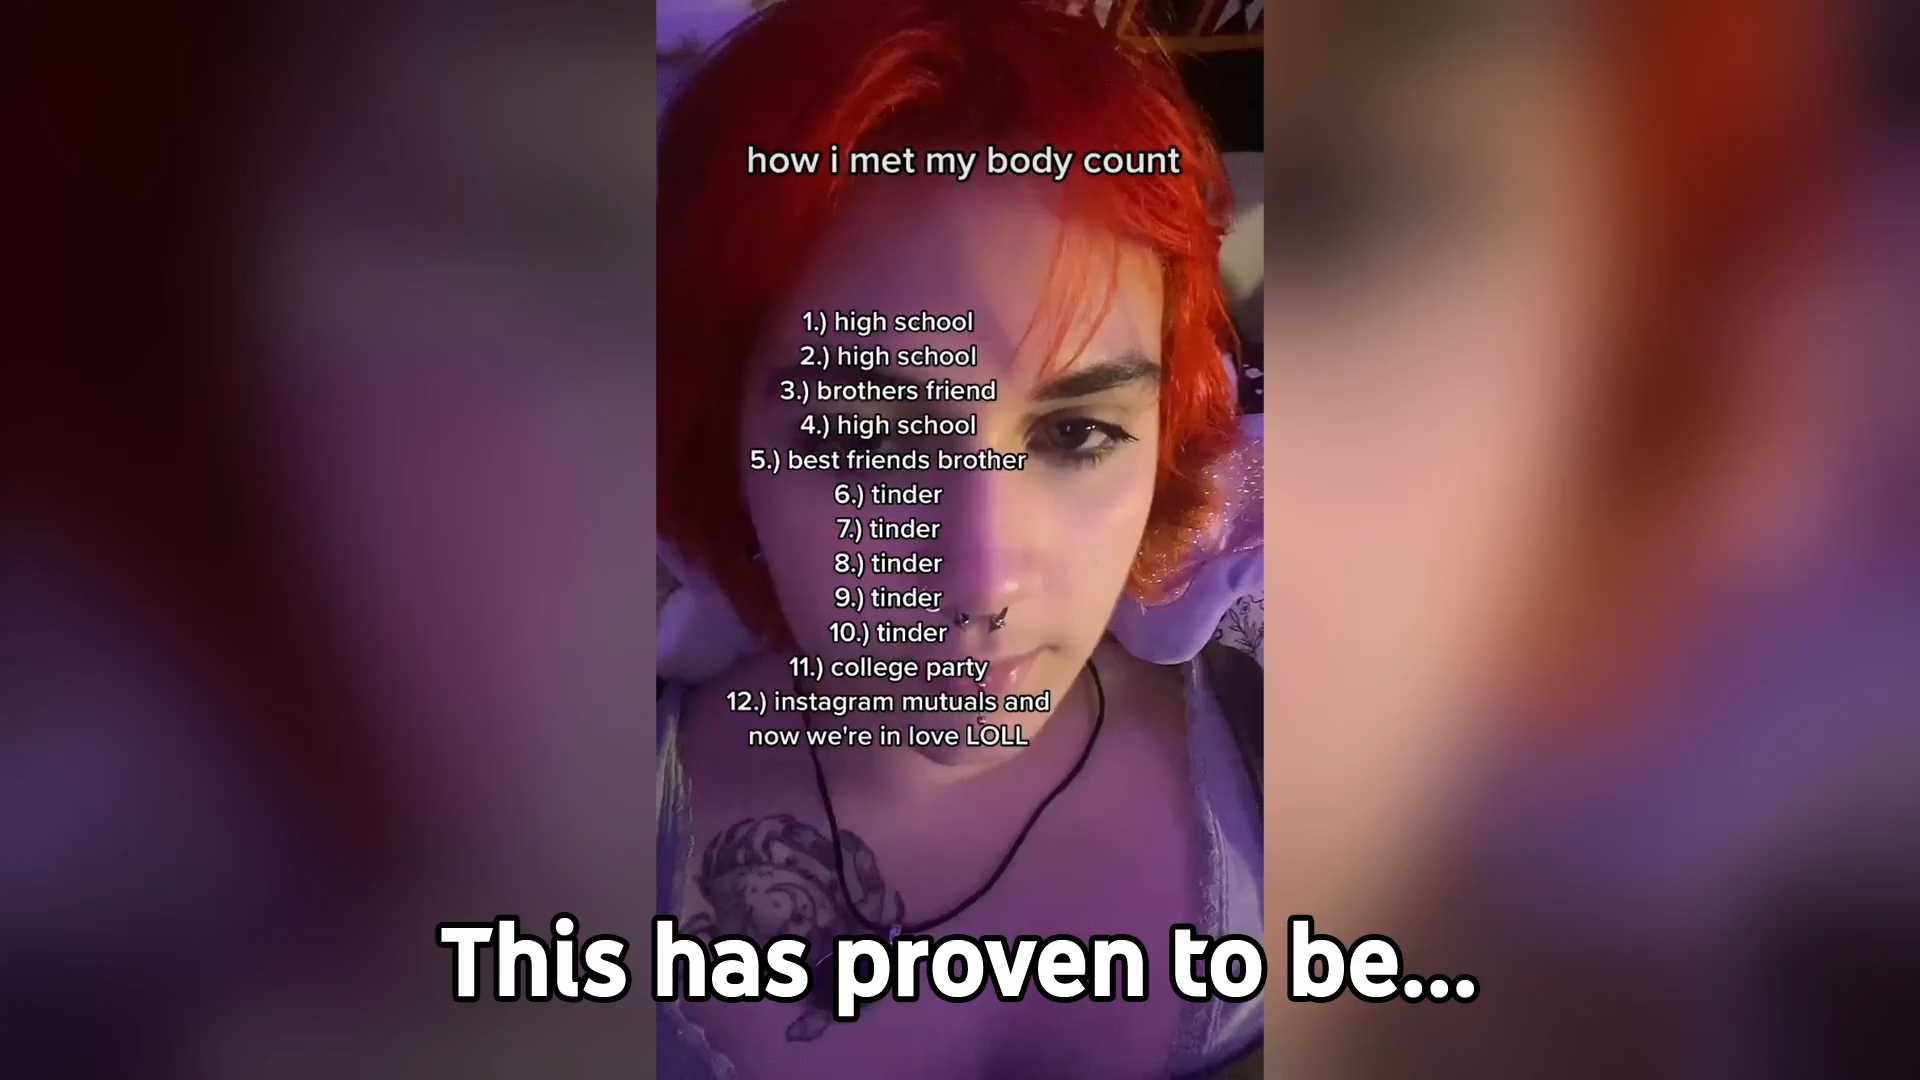 how i met my body count
1.) high school
2.) high school
3.) brothers friend
4.) high school
5.) best friends brother
6.) tinder
7.) tinder
8.) tinder
9.) tinder
10.) tinder
11.) college party
12.) instagram mutuals and
now we're in love LOLL
This has proven to be...